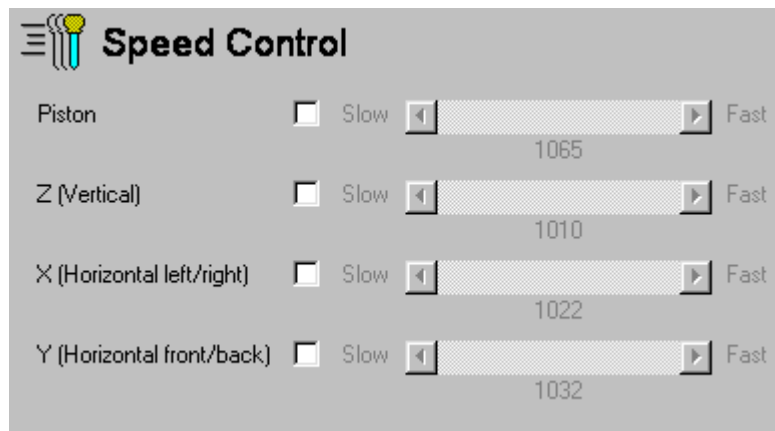 Speed Control
Piston Slow Fast
1065
Z (Vertical) Slow Fast
1010
X (Horizontal left/right) Slow Fast
1022
Y (Horizontal front/back) Slow Fast
1032